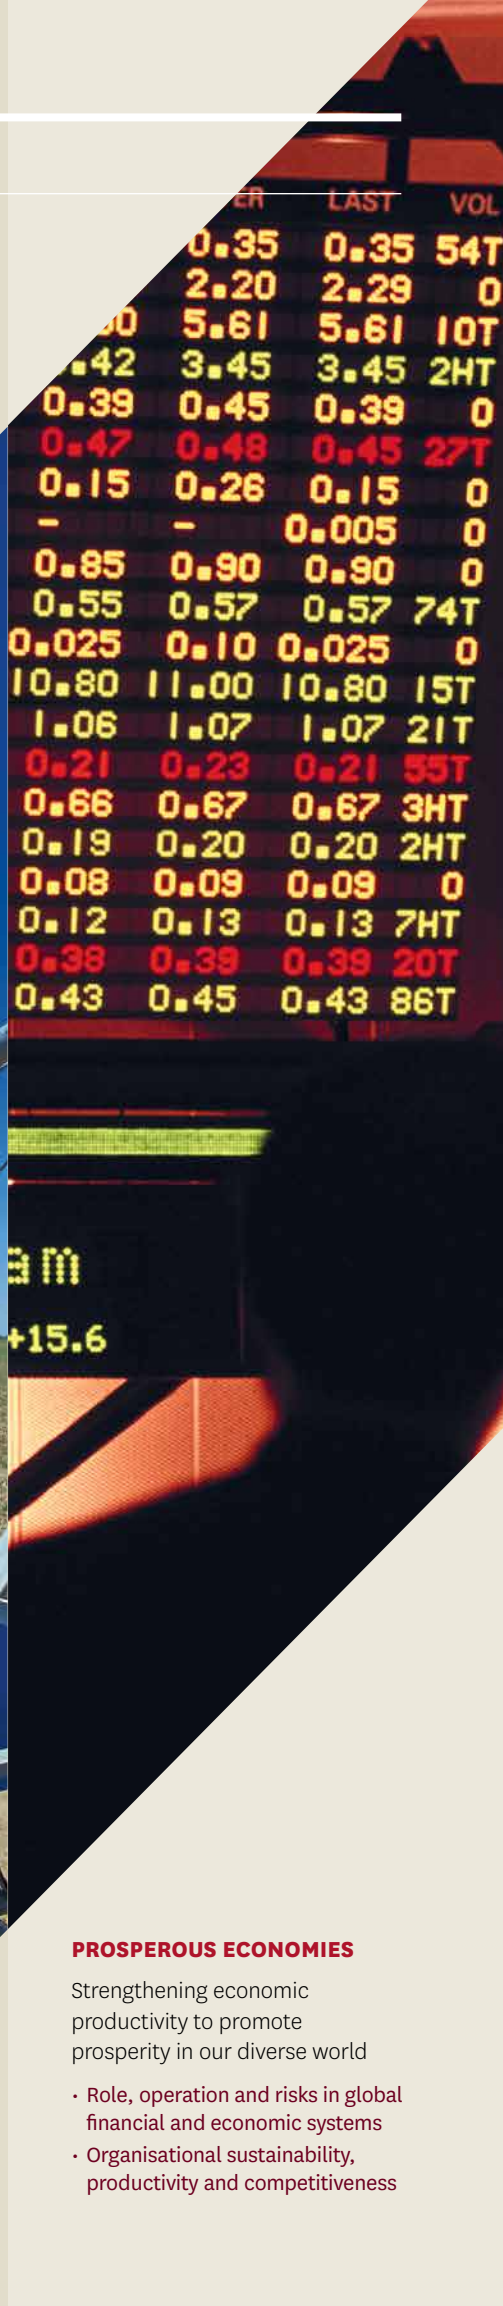 LAST VOL
0.35 0.35 54T
2.20 2.29 0
5.61 5.61 10T
.42 3.45 3.45 2HT
0.39 0.45 0.39 0
0.47 0.48 0.45 27T
0.15 0.26 0.15 0
– – 0.005 0
0.85 0.90 0.90 0
0.55 0.57 0.57 74T
0.025 0.10 0.025 0
10.80 11.00 10.80 15T
1.06 1.07 1.07 21T
0.21 0.23 0.21 55T
0.66 0.67 0.67 3HT
0.19 0.20 0.20 2HT
0.08 0.09 0.09 0
0.12 0.13 0.13 7HT
0.38 0.39 0.39 20T
0.43 0.45 0.43 86T
am
+15.6
PROSPEROUS ECONOMIES
Strengthening economic
productivity to promote
prosperity in our diverse world
· Role, operation and risks in global
financial and economic systems
· Organisational sustainability,
productivity and competitiveness